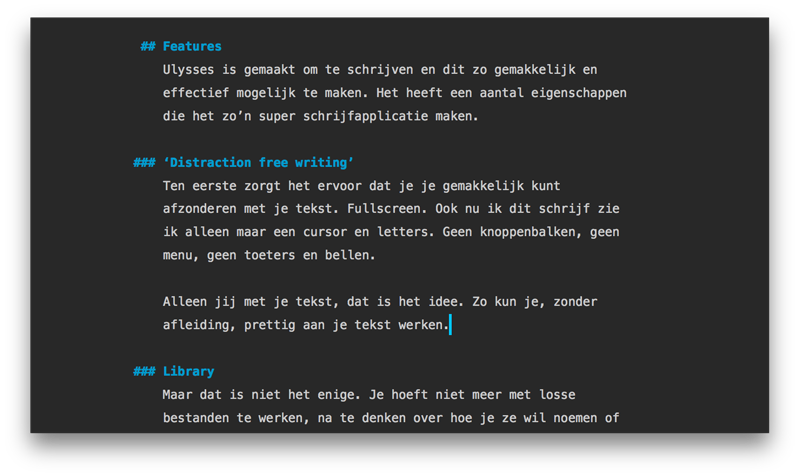 ## Features
Ulysses is gemaakt om te schrijven en dit zo gemakkelijk en
effectief mogelijk te maken. Het heeft een aantal eigenschappen
die het zo’n super schrijfapplicatie maken.
### ‘Distraction free writing’
Ten eerste zorgt het ervoor dat je je gemakkelijk kunt
afzonderen met je tekst. Fullscreen. Ook nu ik dit schrijf zie
ik alleen maar een cursor en letters. Geen knoppenbalken, geen
menu, geen toeters en bellen.
Alleen jij met je tekst, dat is het idee. Zo kun je, zonder
afleiding, prettig aan je tekst werken.
### Library
Maar dat is niet het enige. Je hoeft niet meer met losse
bestanden te werken, na te denken over hoe je ze wil noemen of